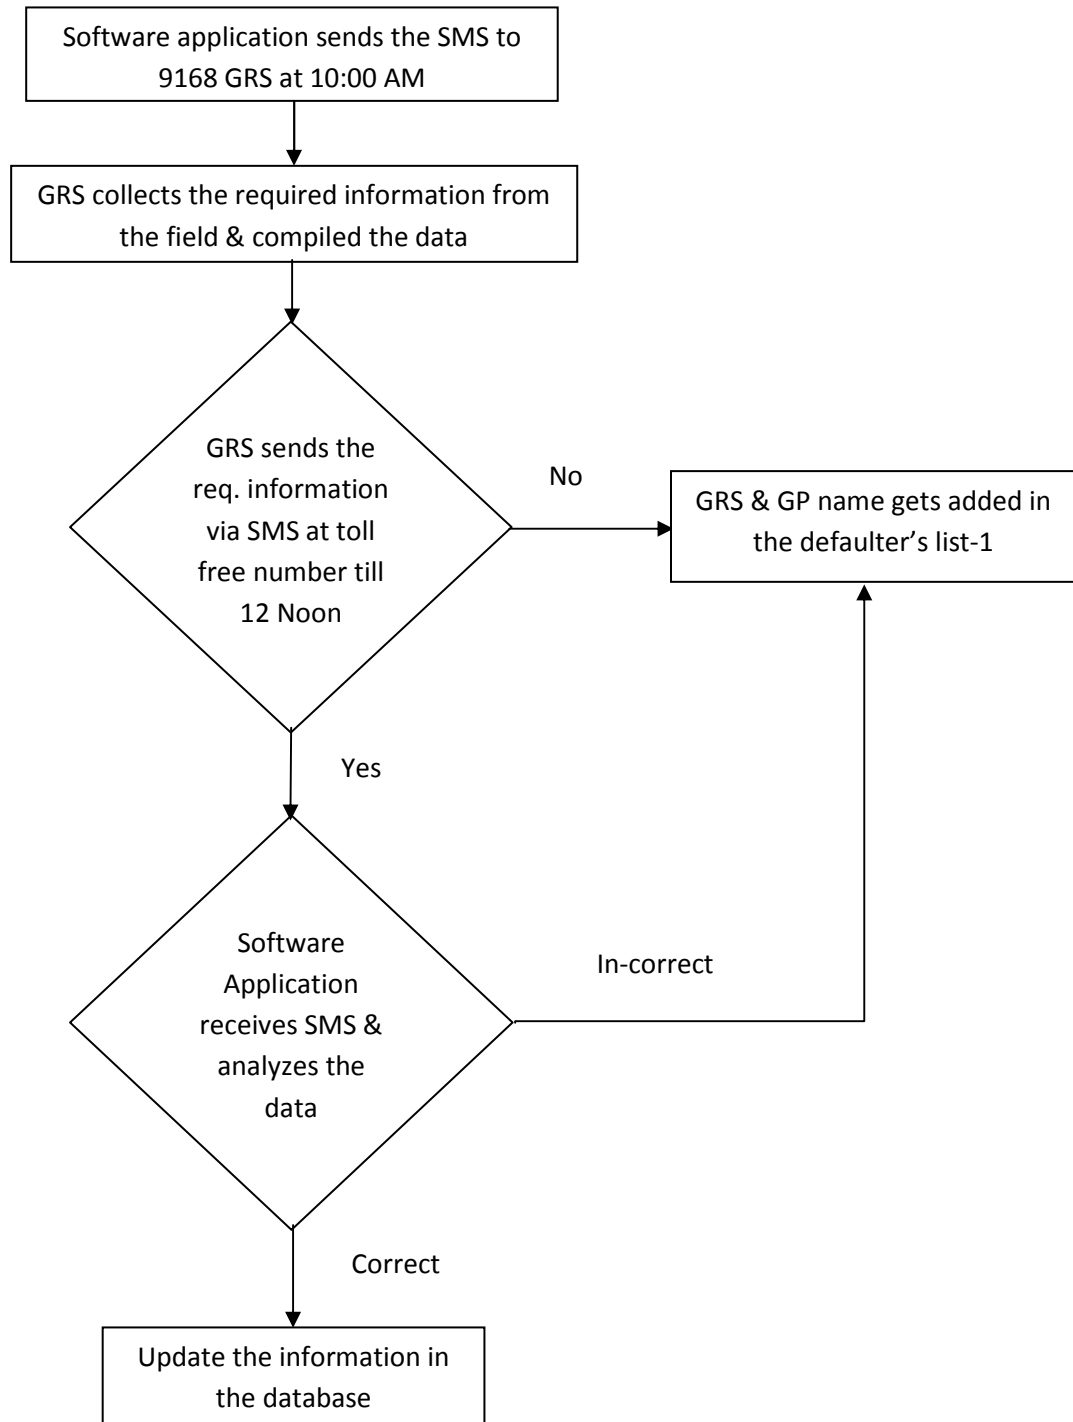 Software application sends the SMS to
9168 GRS at 10:00 AM
GRS collects the required information from
the field & compiled the data
GRS sends the
req. information
via SMS at toll
free number till
12 Noon
No
GRS & GP name gets added in
the defaulter’s list-1
Yes
Software
Application
receives SMS &
analyzes the
data
In-correct
Correct
Update the information in
the database